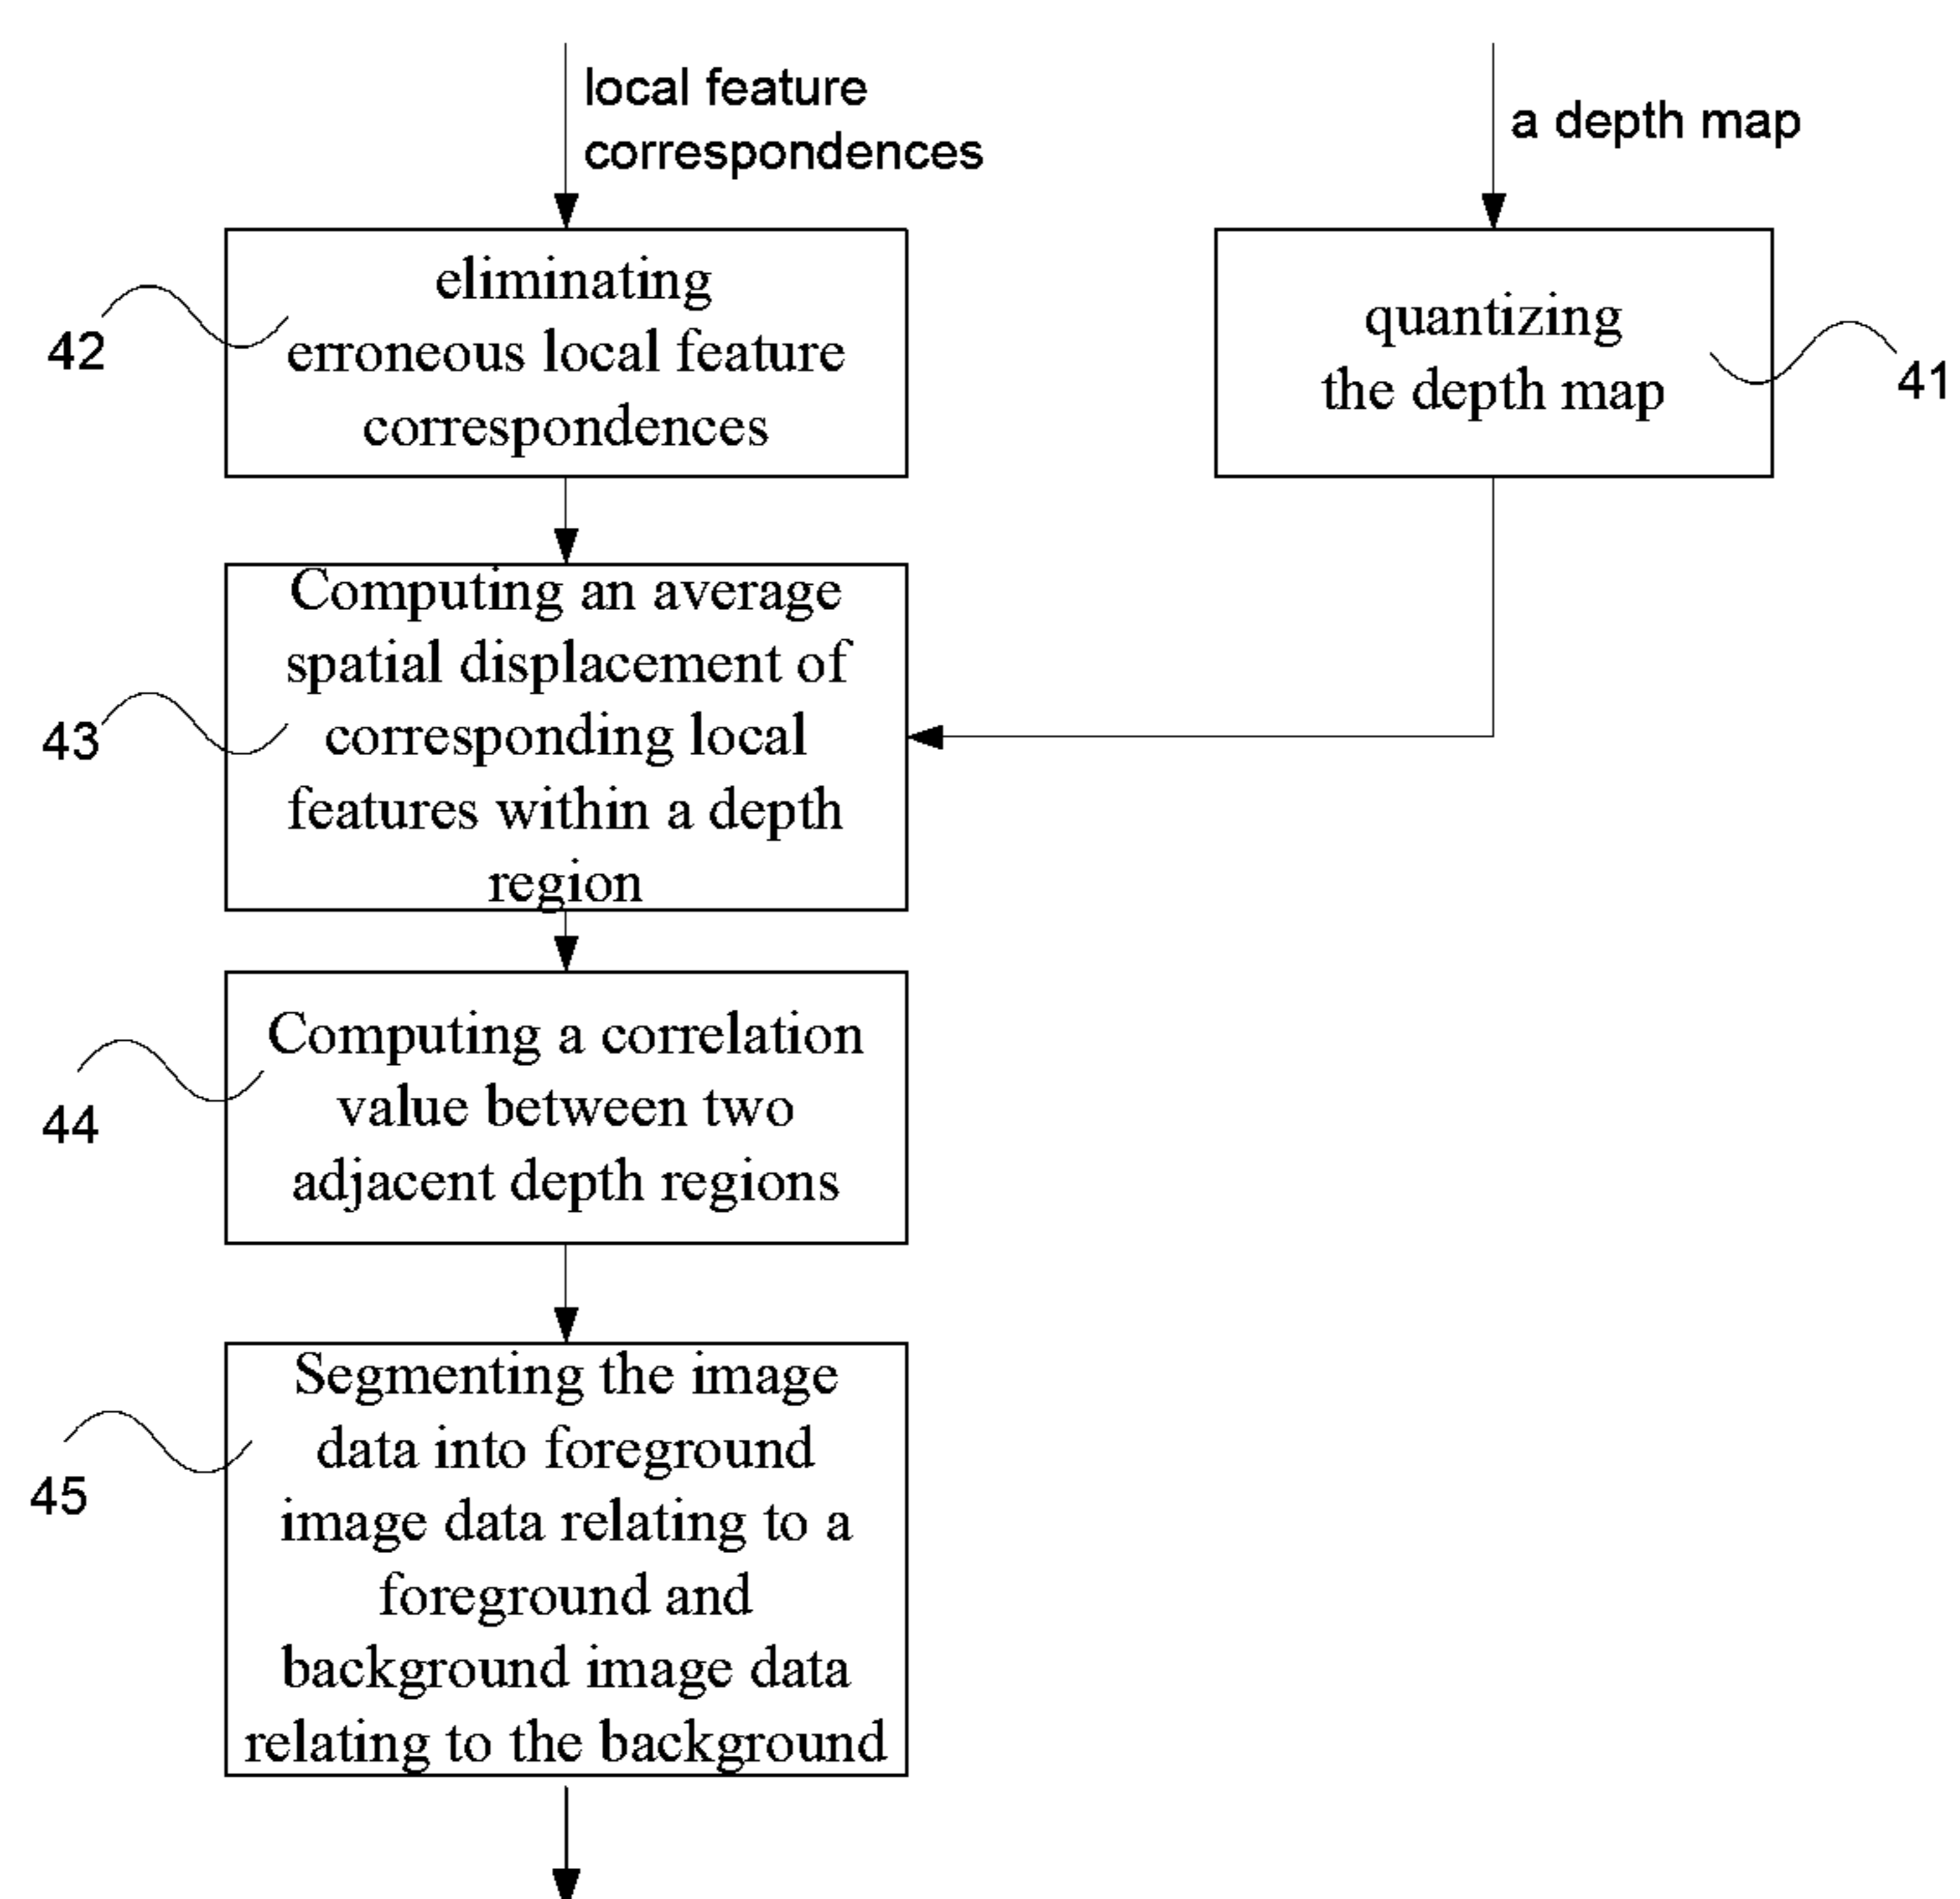 local feature
correspondences
a depth map
eliminating
erroneous local feature
correspondences
42
quantizing
the depth map
41
Computing an average
spatial displacement of
corresponding local
features within a depth
region
43
Computing a correlation
value between two
adjacent depth regions
44
Segmenting the image
data into foreground
image data relating to a
foreground and
background image data
relating to the background
45